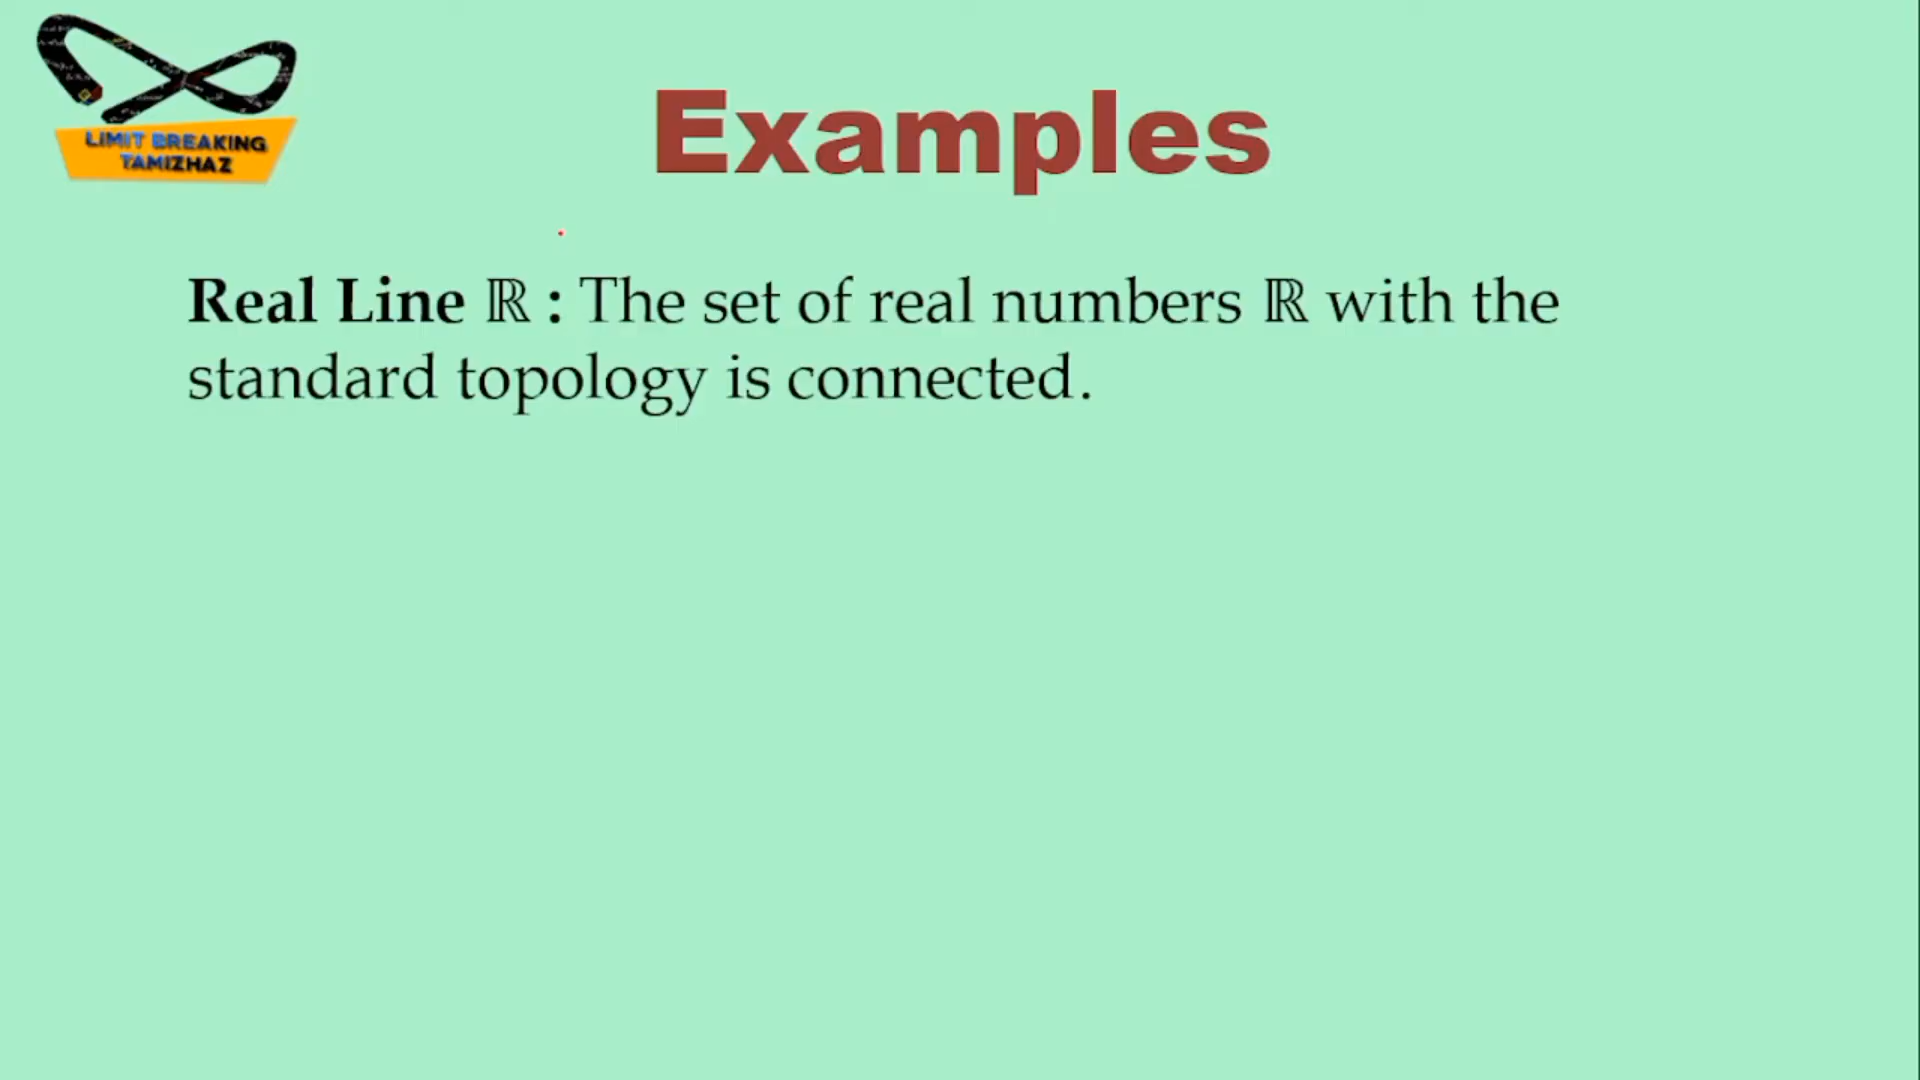 LIMIT BREAKING
TAMIZHAZ
Examples
Real Line ℝ : The set of real numbers ℝ with the
standard topology is connected.